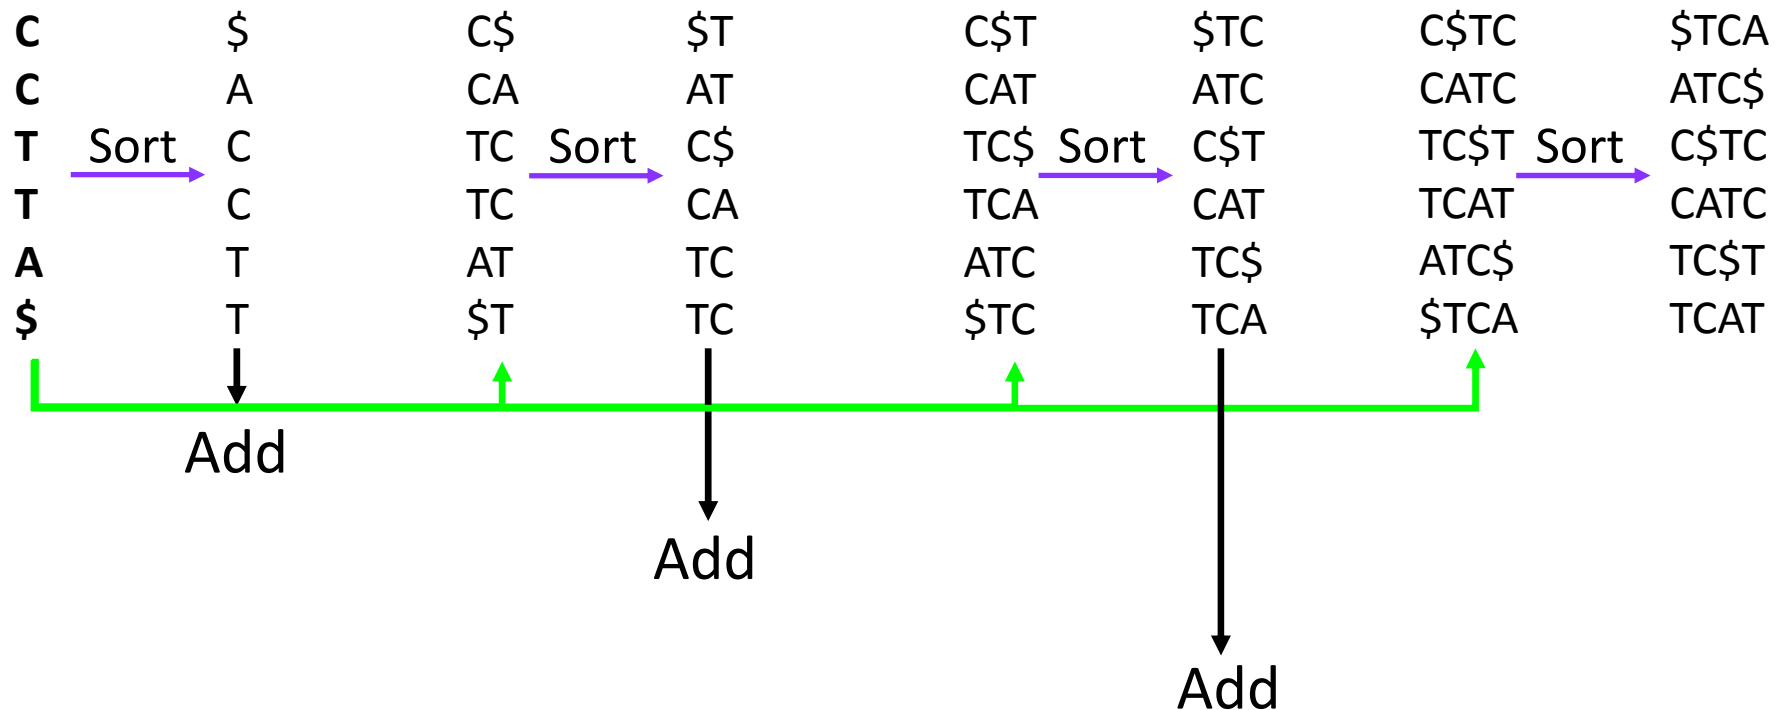 C $ C$ $T C$T $TC C$TC $TCA
C A CA AT CAT ATC CATC ATC$
T Sort C TC Sort C$ TC$ Sort C$T TC$T Sort C$TC
T C TC CA TCA CAT TCAT CATC
A T AT TC ATC TC$ ATC$ TC$T
$ T $T TC $TC TCA $TCA TCAT
Add
Add
Add